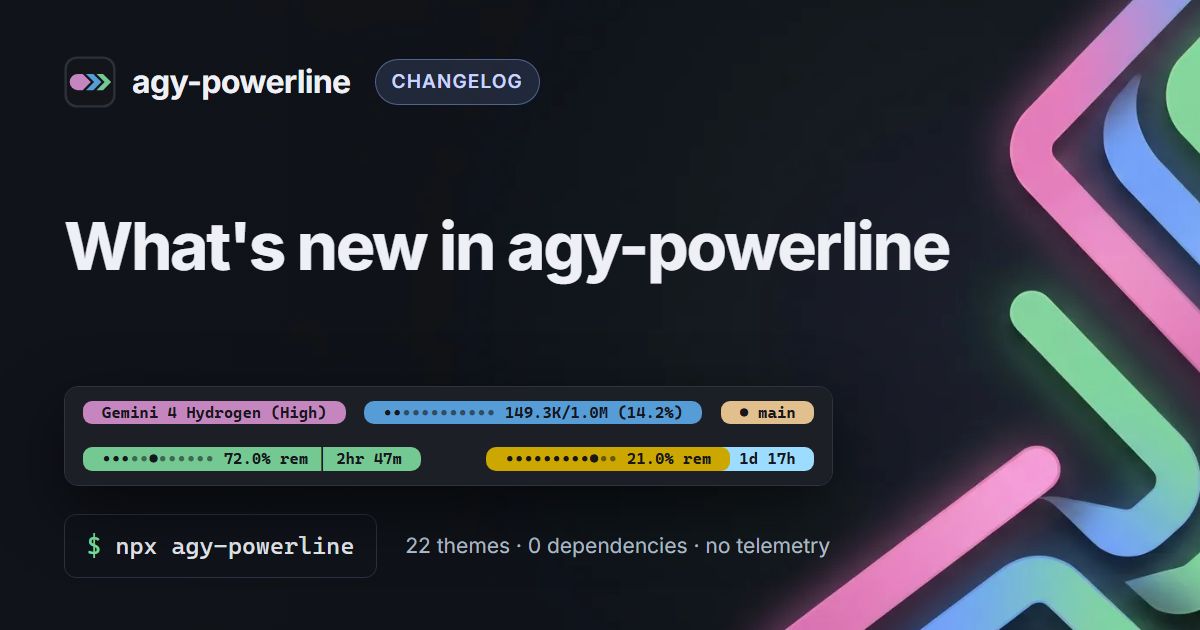 agy-powerline CHANGELOG
What's new in agy-powerline
Gemini 4 Hydrogen (High) 149.3K/1.0M (14.2%) main
72.0% rem 2hr 47m 21.0% rem 1d 17h
$ npx agy-powerline 22 themes · 0 dependencies · no telemetry